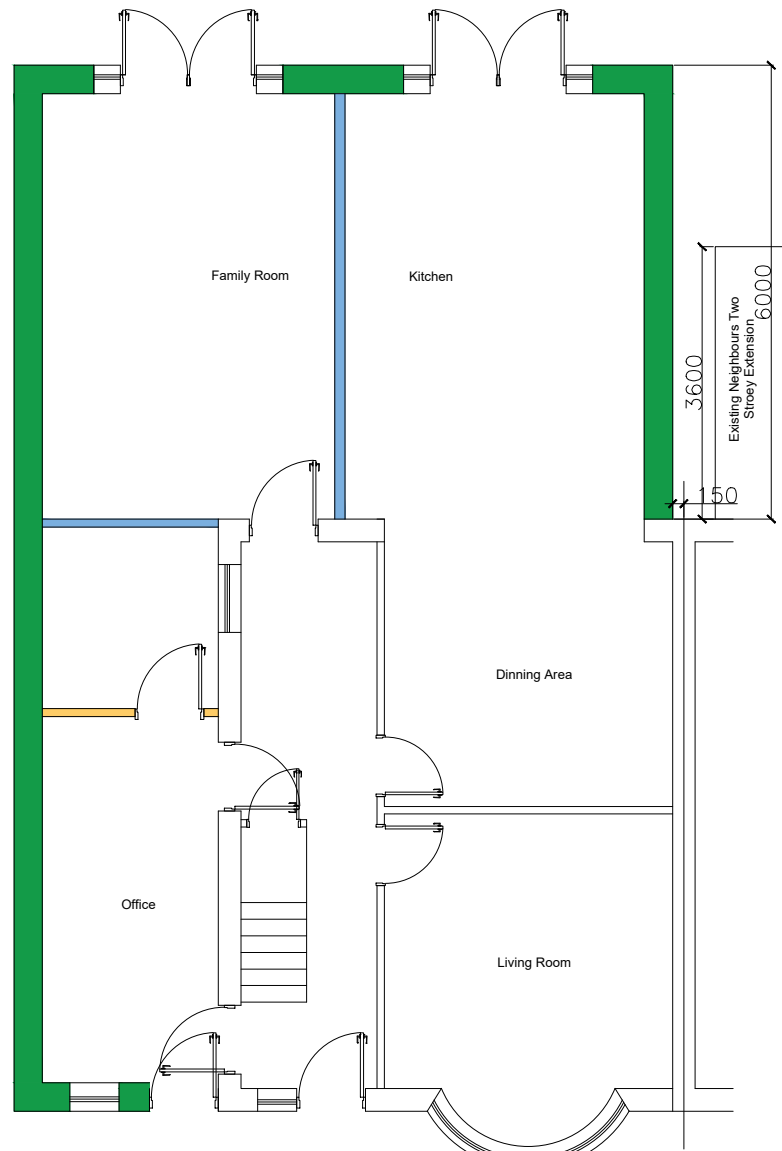 Family Room
Kitchen
6000
3600
Existing Neighbours Two
Stroey Extension
150
Dinning Area
Office
Living Room